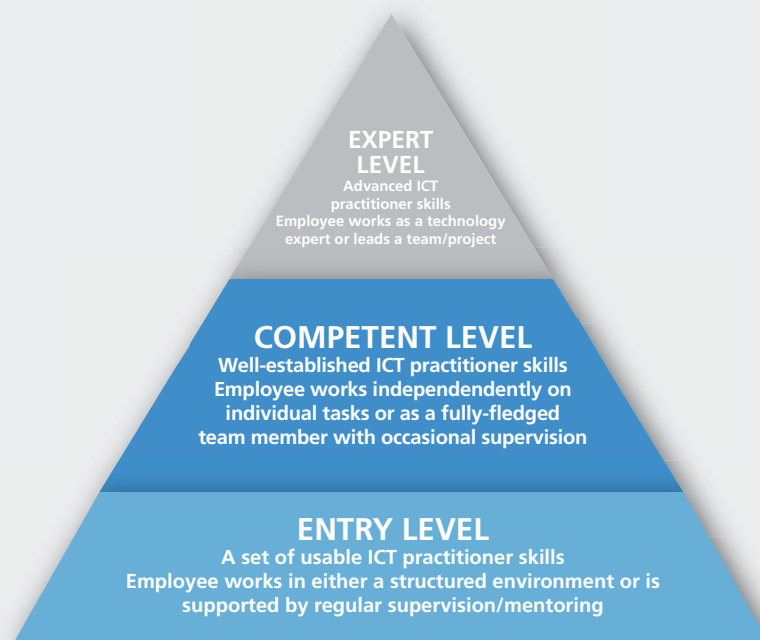 EXPERT
LEVEL
Advanced ICT
practitioner skills
Employee works as a technology
expert or leads a team/project
COMPETENT LEVEL
Well-established ICT practitioner skills
Employee works independendently on
individual tasks or as a fully-fledged
team member with occasional supervision
ENTRY LEVEL
A set of usable ICT practitioner skills
Employee works in either a structured environment or is
supported by regular supervision/mentoring